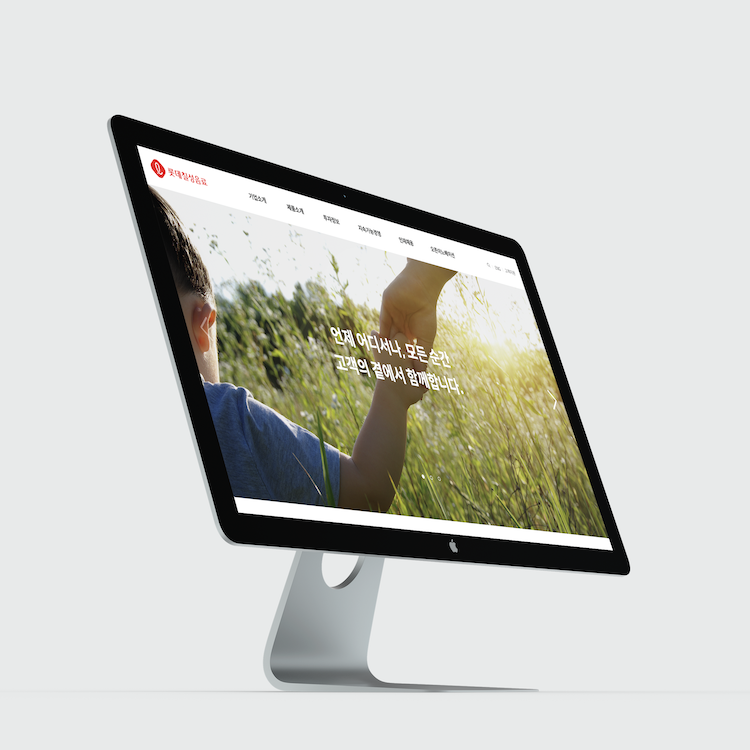 롯데칠성음료
기업소개 제품소개 투자정보 지속가능경영 인재채용 오픈이노베이션
언제 어디서나, 모든 순간
고객의 곁에서 함께합니다.